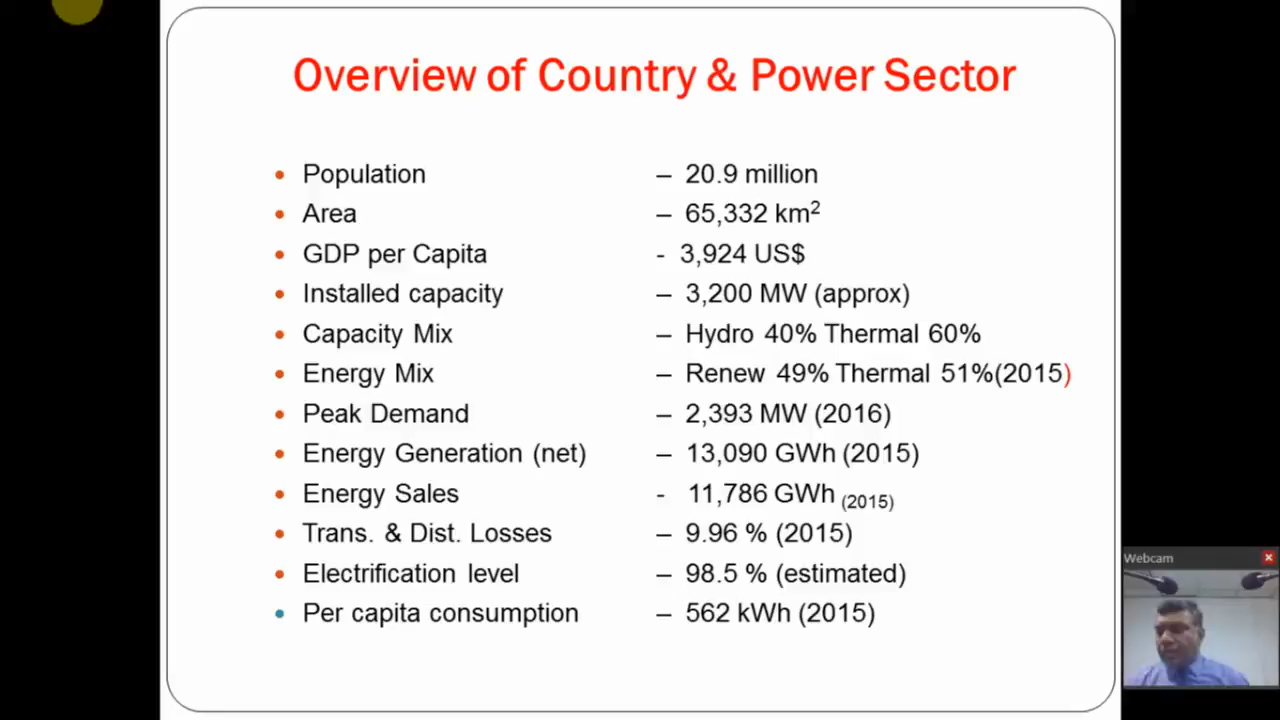 Overview of Country & Power Sector
• Population – 20.9 million
• Area – 65,332 km²
• GDP per Capita - 3,924 US$
• Installed capacity – 3,200 MW (approx)
• Capacity Mix – Hydro 40% Thermal 60%
• Energy Mix – Renew 49% Thermal 51%(2015)
• Peak Demand – 2,393 MW (2016)
• Energy Generation (net) – 13,090 GWh (2015)
• Energy Sales - 11,786 GWh (2015)
• Trans. & Dist. Losses – 9.96 % (2015)
• Electrification level – 98.5 % (estimated)
• Per capita consumption – 562 kWh (2015)
Webcam